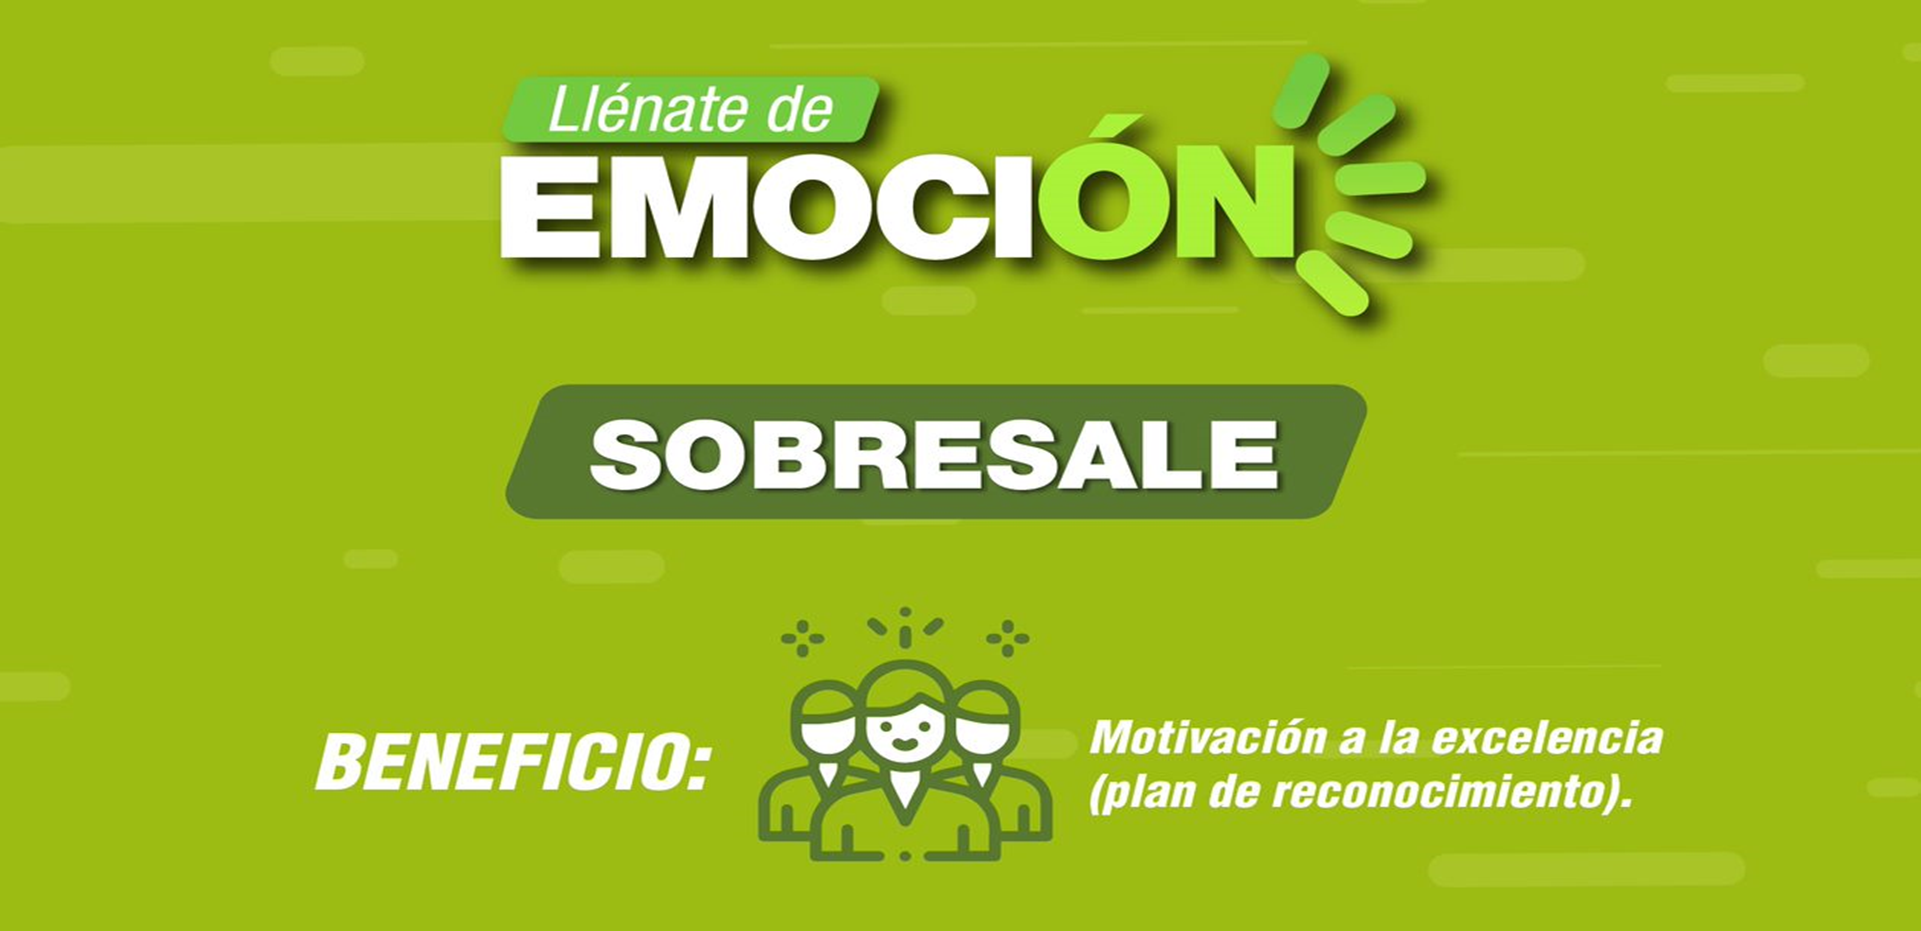 Llénate de
EMOCIÓN
SOBRESALE
BENEFICIO:
Motivación a la excelencia
(plan de reconocimiento).